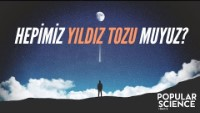 HEPİMİZ YILDIZ TOZU MUYUZ?
POPULAR
SCIENCE